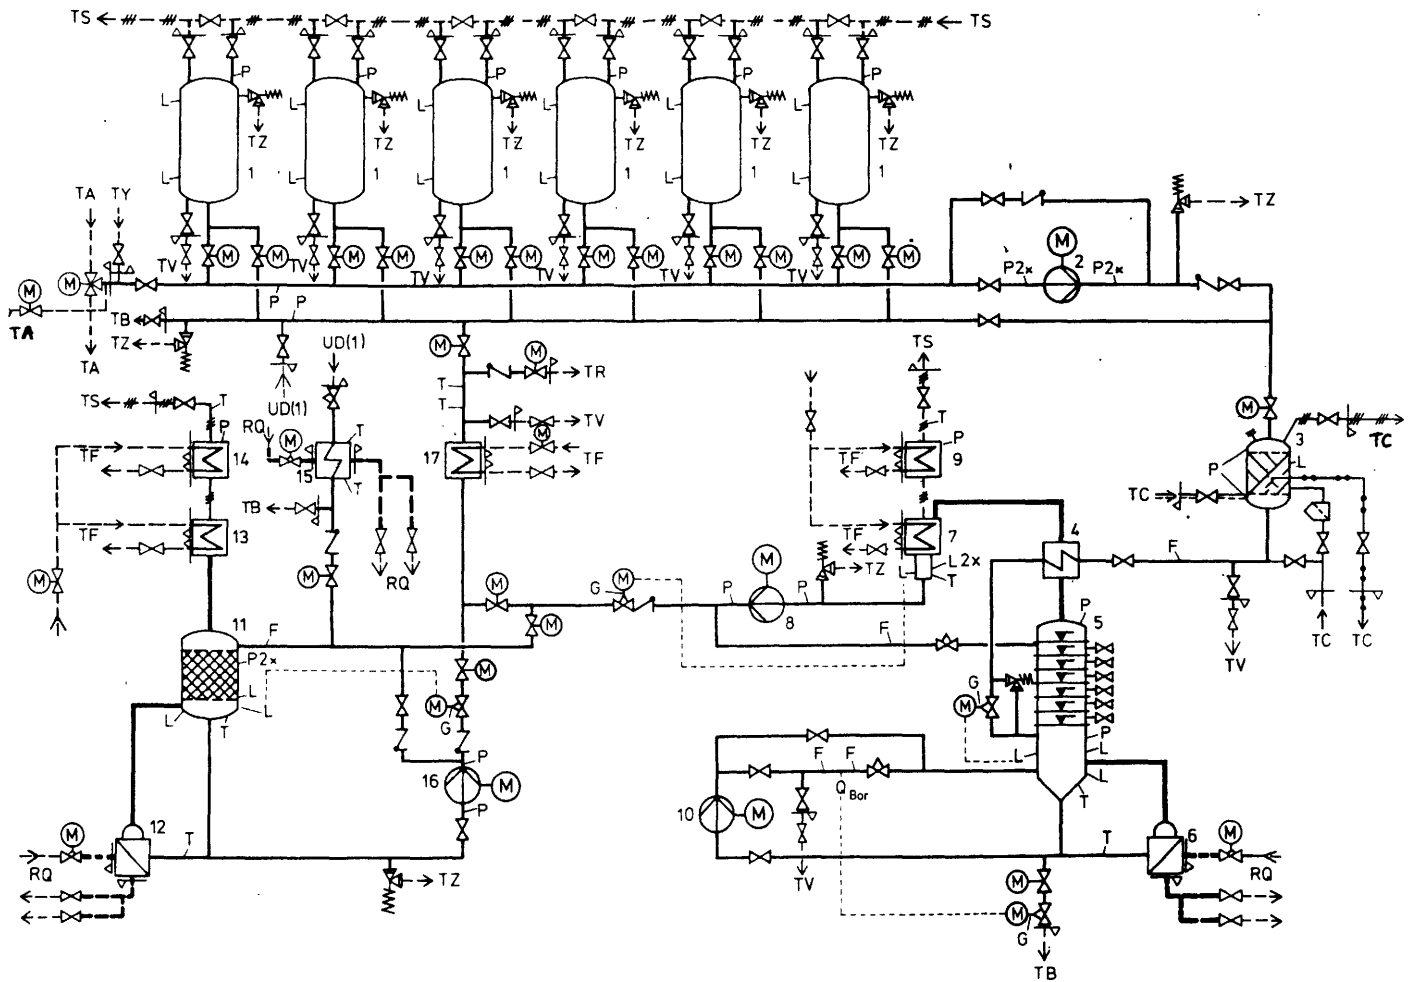 TS TS
P P P P P P
L L L L L L
TZ TZ TZ TZ TZ TZ
L 1 L 1 L 1 L 1 L 1 L 1
TA TY
TZ
M
M M M M M M M M M M M M
TV TV TV TV TV TV
P2x 2 P2x
M
M
P P
TA TB
TZ
TA
UD(1)
M M
TR
TS
T
T
UD(1)
TS T
RQ
TV
T
M
3
TC
P
M T
M
P
P L
TF 14
15
17
TF
TF 9
T
TC
TF 13
TB
TF 7
4
M
L 2x
F
M
M
RQ
M
TZ
L T
G M
P P
M
8
P 5
TC TC
11 F
M
F
TV
P2x
M
L
L L
T
M
G
G
M
P
P
L
L
L
F F
16 M
P
Q Bor
T
10 M
12
M
T
M
6
T
RQ
TZ
TV
M
RQ
M
G
TB